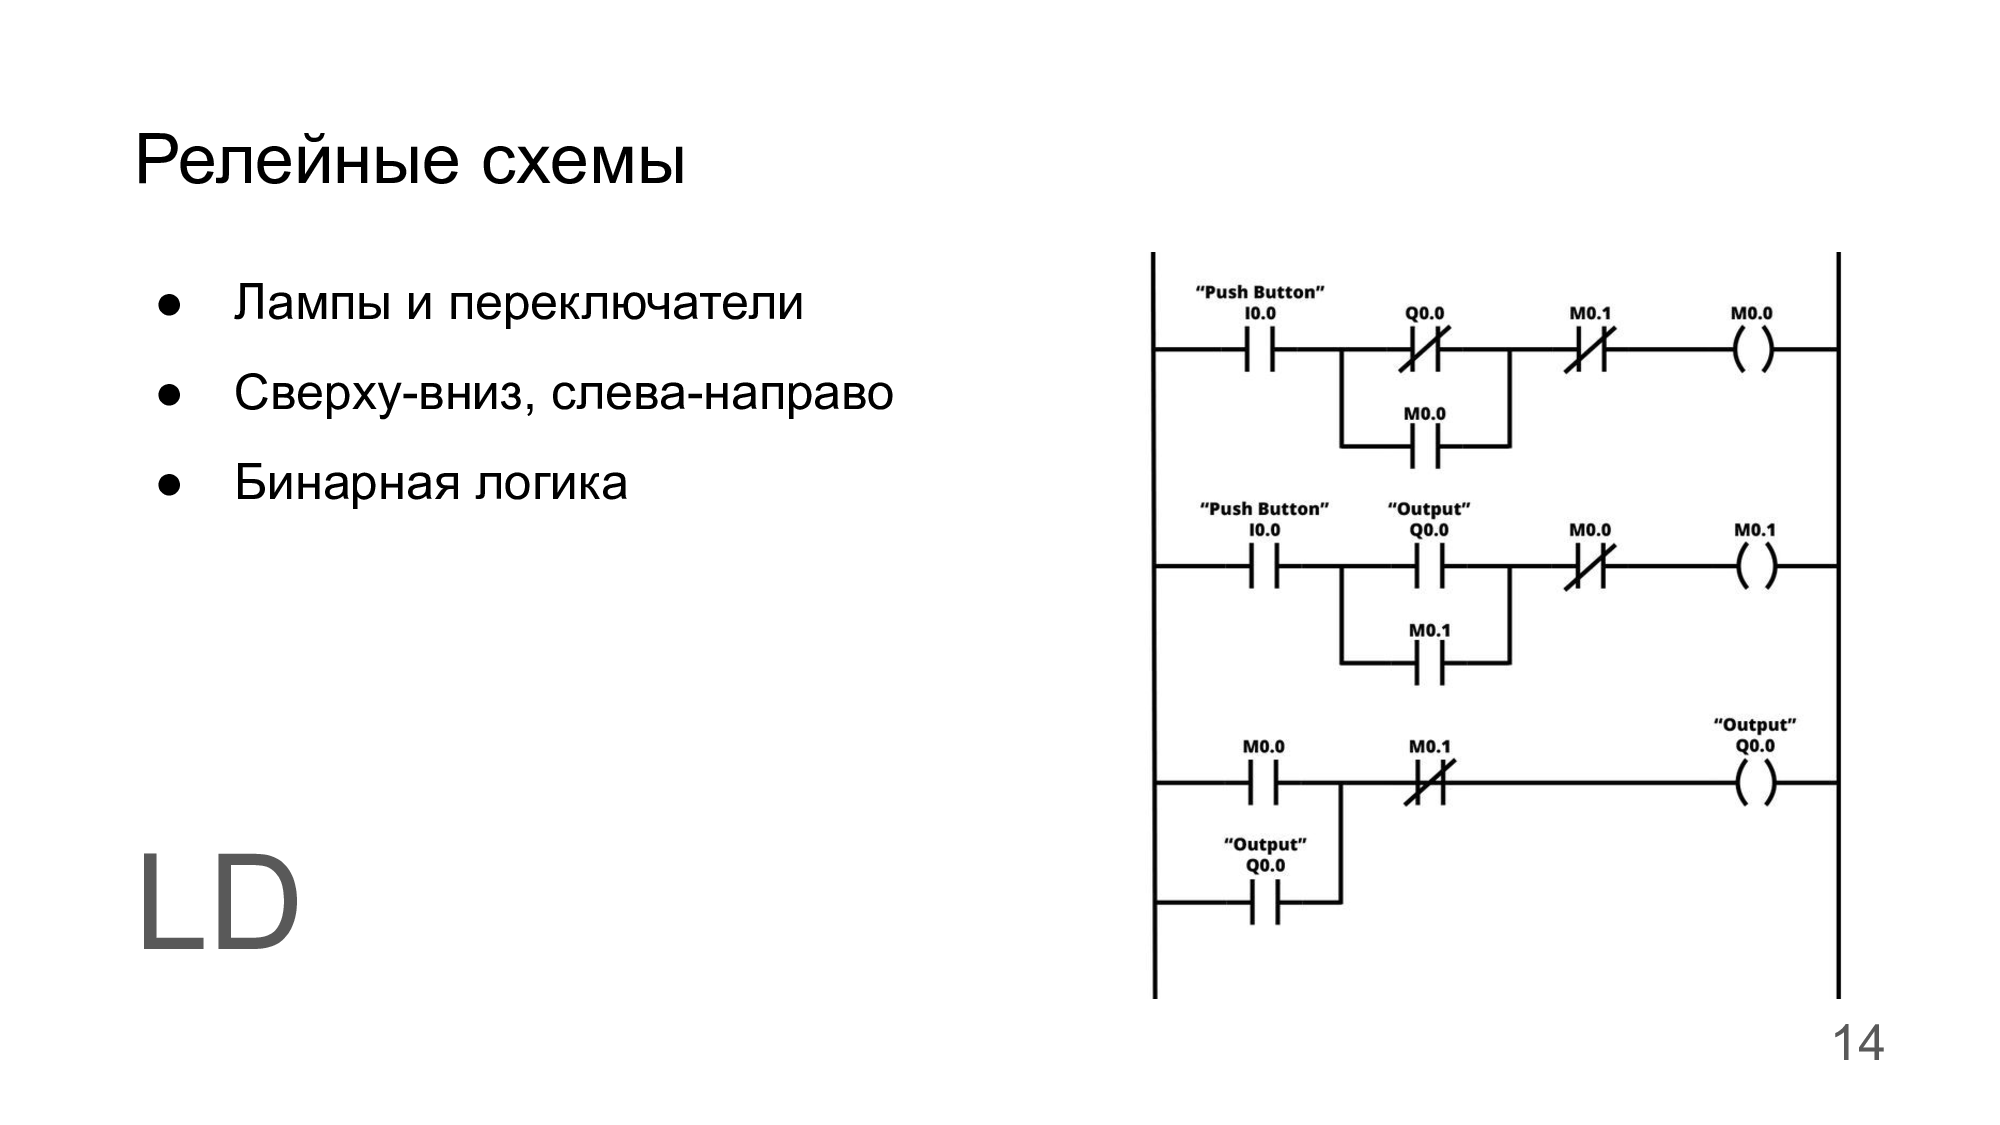 Релейные схемы
● Лампы и переключатели
● Сверху-вниз, слева-направо
● Бинарная логика
LD
“Push Button”
I0.0 Q0.0 M0.1 M0.0
M0.0
“Push Button” “Output”
I0.0 Q0.0 M0.0 M0.1
M0.1
“Output”
M0.0 M0.1 Q0.0
“Output”
Q0.0
14